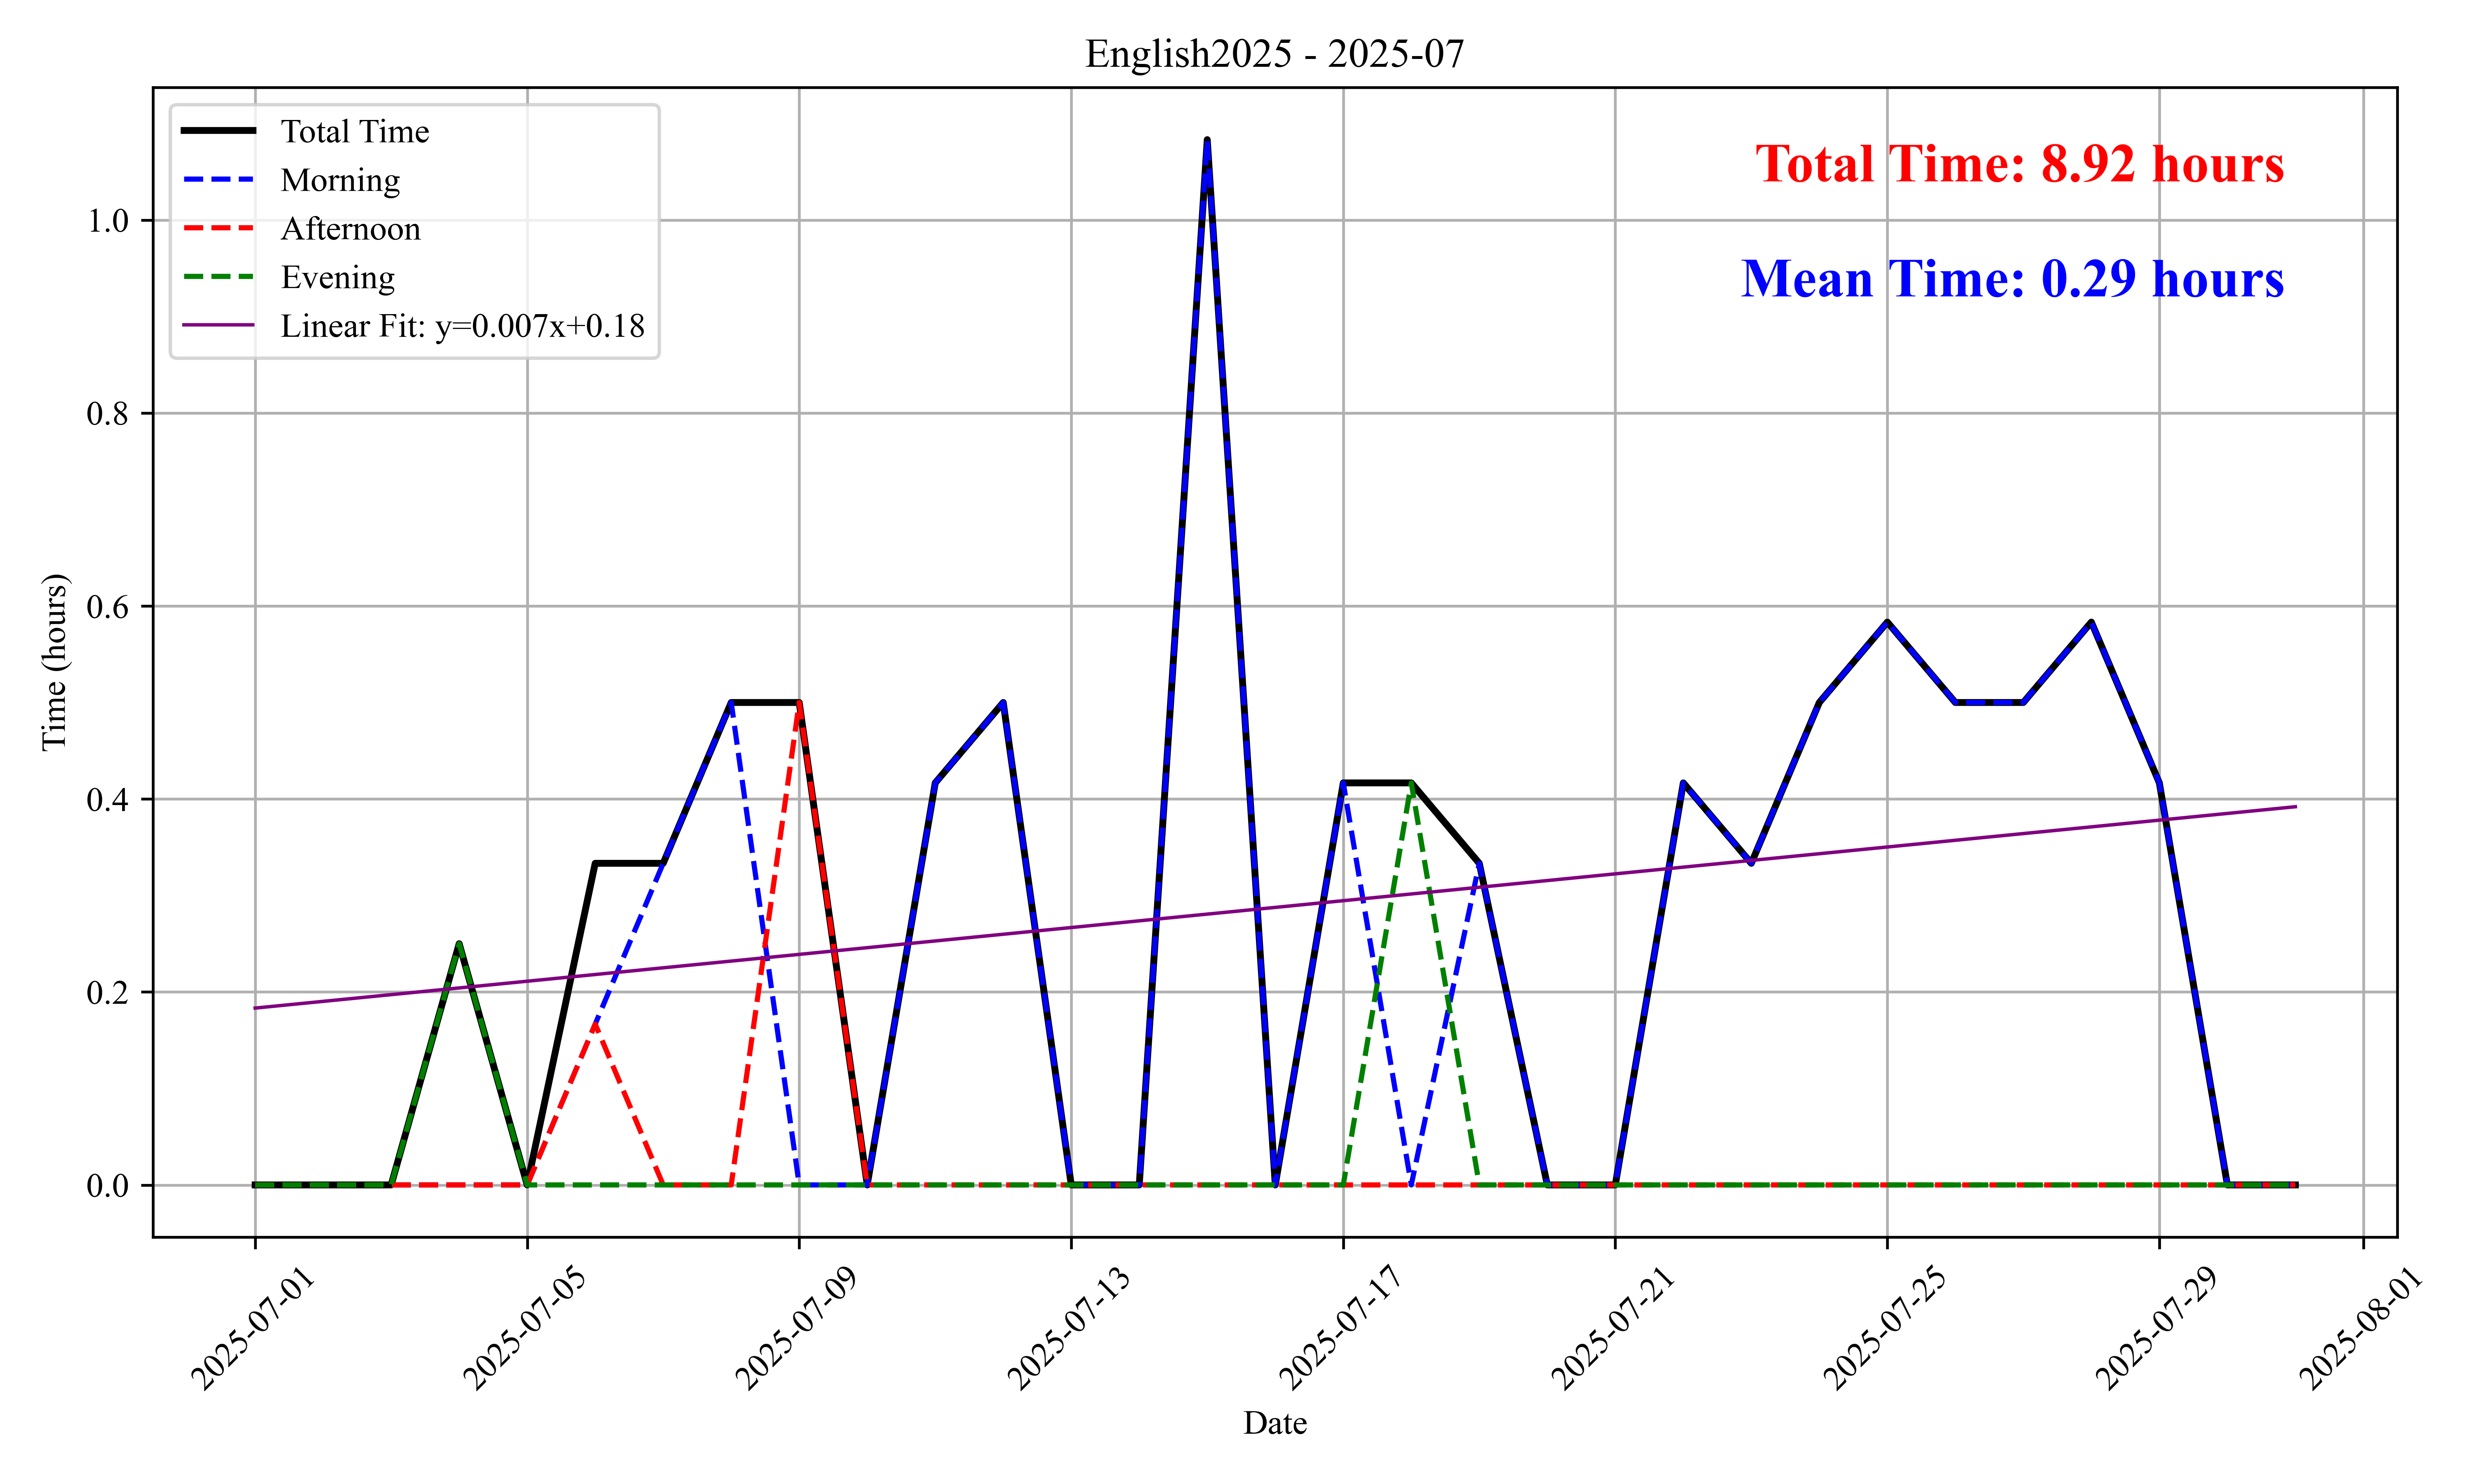 English2025 - 2025-07
Total Time
Morning
Afternoon
Evening
Linear Fit: y=0.007x+0.18
Total Time: 8.92 hours
Mean Time: 0.29 hours
Time (hours)
1.0
0.8
0.6
0.4
0.2
0.0
2025-07-01
2025-07-05
2025-07-09
2025-07-13
2025-07-17
2025-07-21
2025-07-25
2025-07-29
2025-08-01
Date